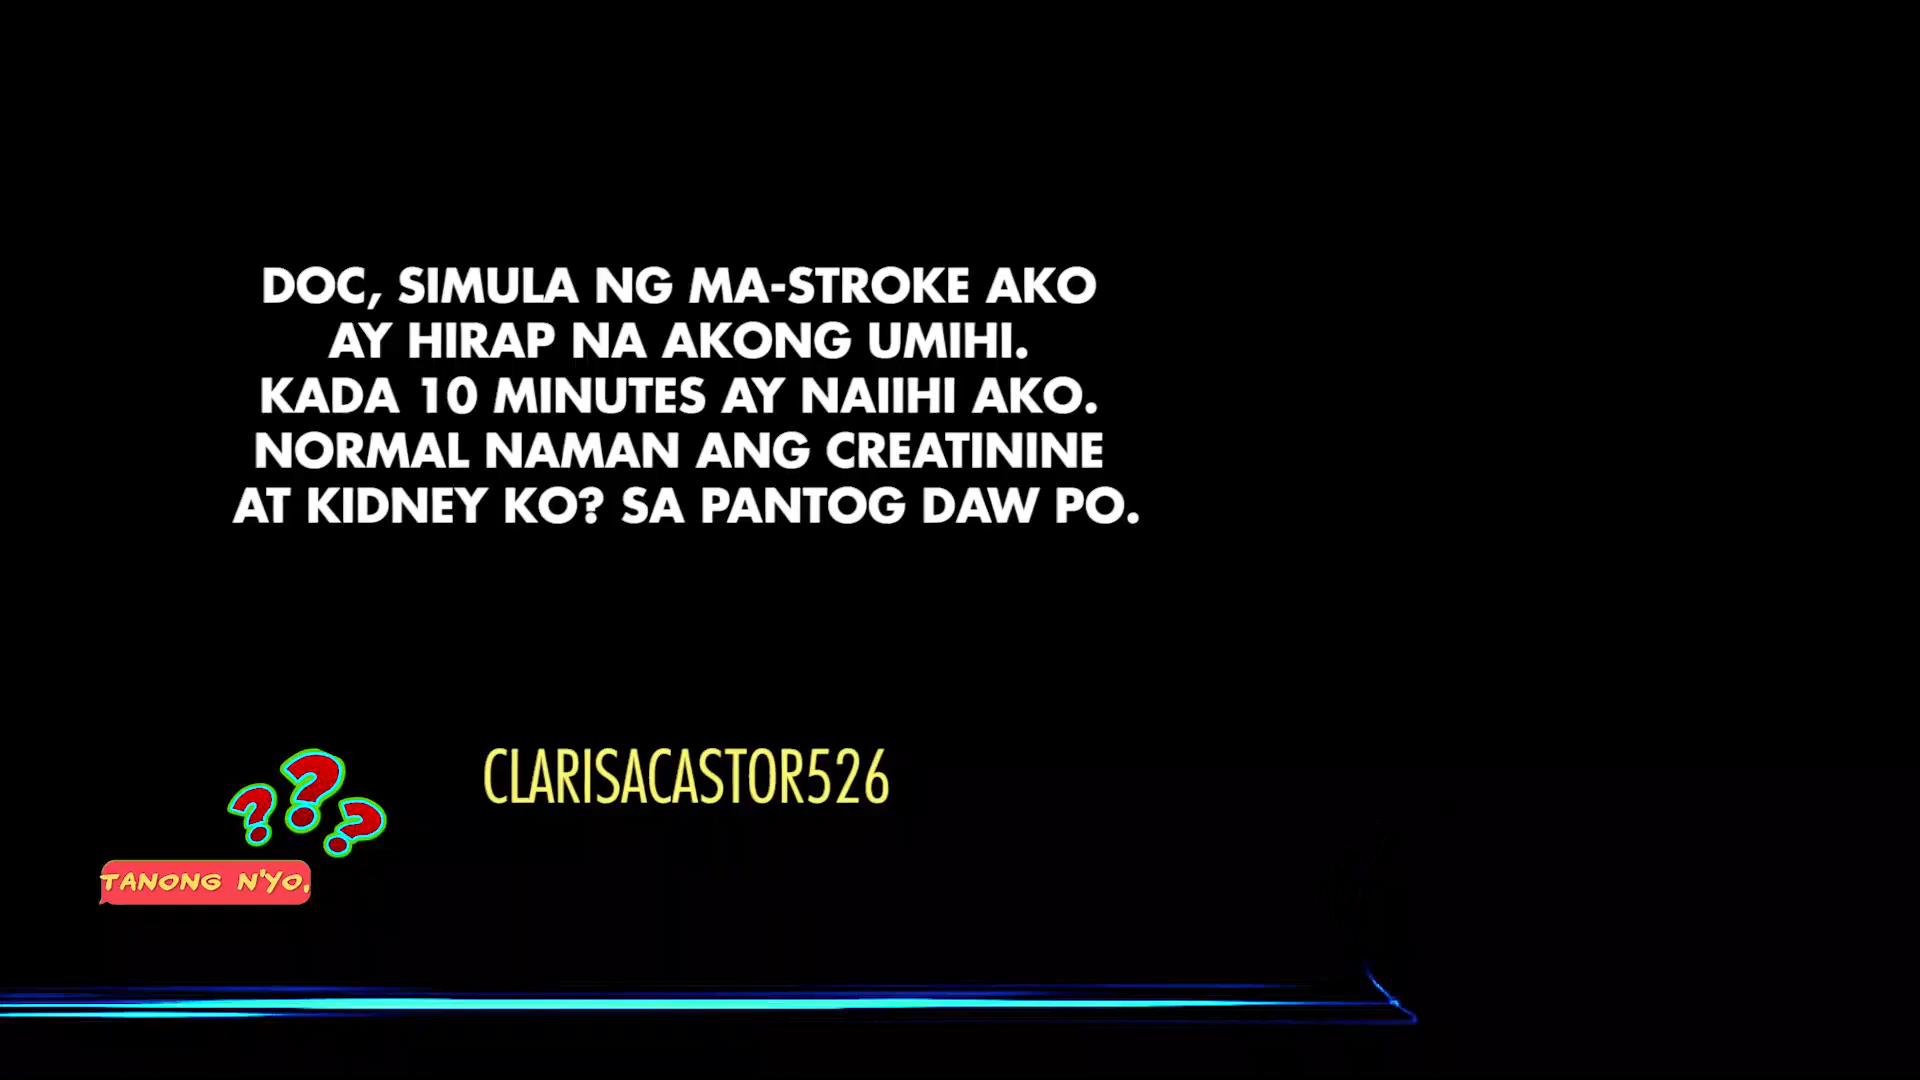 DOC, SIMULA NG MA-STROKE AKO
AY HIRAP NA AKONG UMIHI.
KADA 10 MINUTES AY NAIIHI AKO.
NORMAL NAMAN ANG CREATININE
AT KIDNEY KO? SA PANTOG DAW PO.
CLARISACASTOR526
???
TANONG N'YO,